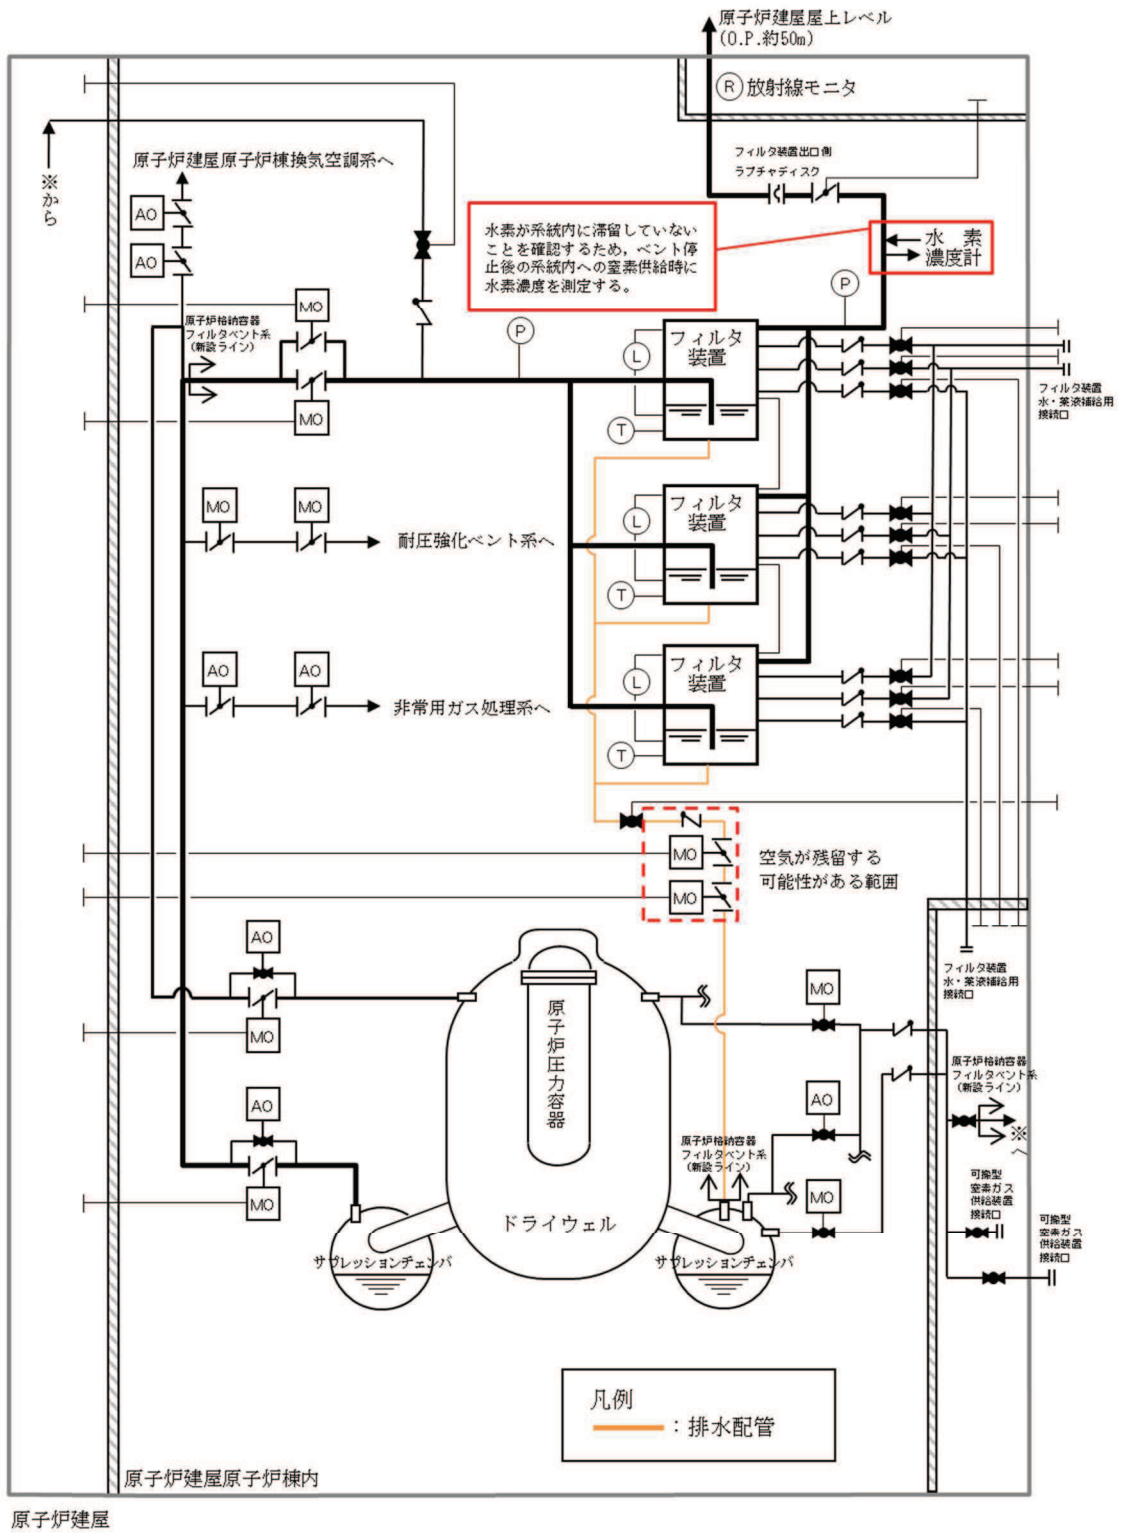 原子炉建屋屋上レベル
(O.P.約50m)
R 放射線モニタ
フィルタ装置出口側
ラプチャディスク
原子炉建屋原子炉棟換気空調系へ
※から
AO
AO
水素が系統内に滞留していない
ことを確認するため，ベント停
止後の系統内への窒素供給時に
水素濃度を測定する。
水 素
濃度計
P
MO
原子炉格納容器
フィルタベント系
(新設ライン)
P
フィルタ
装置
L
T
MO
フィルタ装置
水・薬液補給用
接続口
MO
MO
耐圧強化ベント系へ
フィルタ
装置
L
T
AO
AO
非常用ガス処理系へ
フィルタ
装置
L
T
MO
MO
空気が残留する
可能性がある範囲
AO
MO
フィルタ装置
水・薬液補給用
接続口
MO
原子炉圧力容器
原子炉格納容器
フィルタベント系
(新設ライン)
※へ
AO
MO
AO
原子炉格納容器
フィルタベント系
(新設ライン)
MO
可搬型
窒素ガス
供給装置
接続口
可搬型
窒素ガス
供給装置
接続口
ドライウェル
サプレッションチェンバ
サプレッションチェンバ
凡例
：排水配管
原子炉建屋原子炉棟内
原子炉建屋